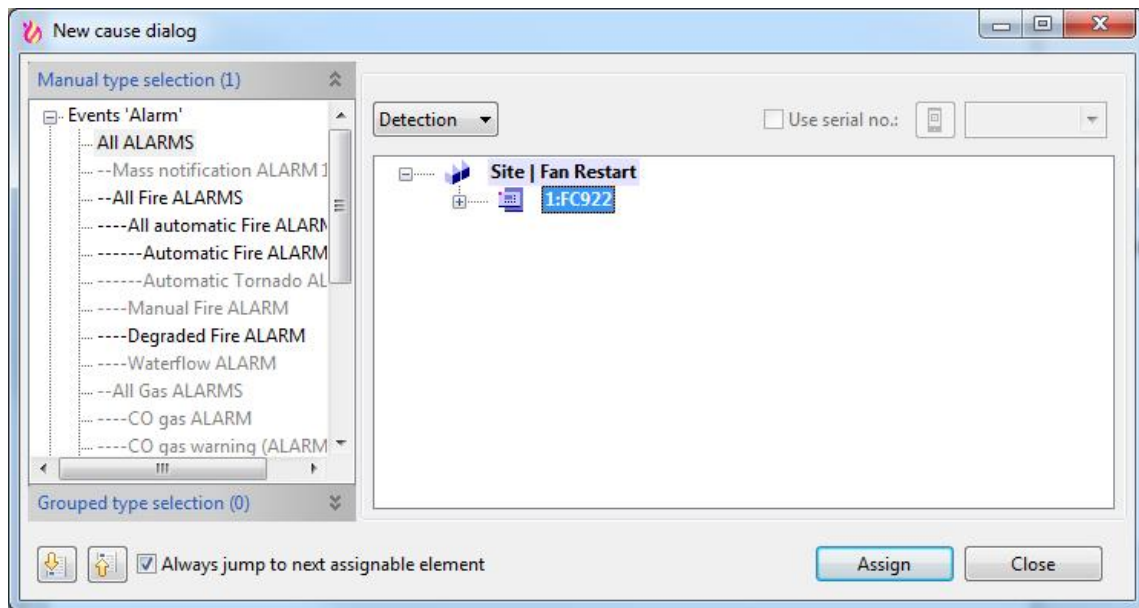 New cause dialog
Manual type selection (1)
Events 'Alarm'
All ALARMS
--Mass notification ALARM 1
--All Fire ALARMS
----All automatic Fire ALARM
------Automatic Fire ALARM
------Automatic Tornado AL
----Manual Fire ALARM
----Degraded Fire ALARM
----Waterflow ALARM
--All Gas ALARMS
----CO gas ALARM
----CO gas warning (ALARM
Grouped type selection (0)
Detection
Use serial no.:
Site | Fan Restart
1:FC922
Always jump to next assignable element
Assign
Close